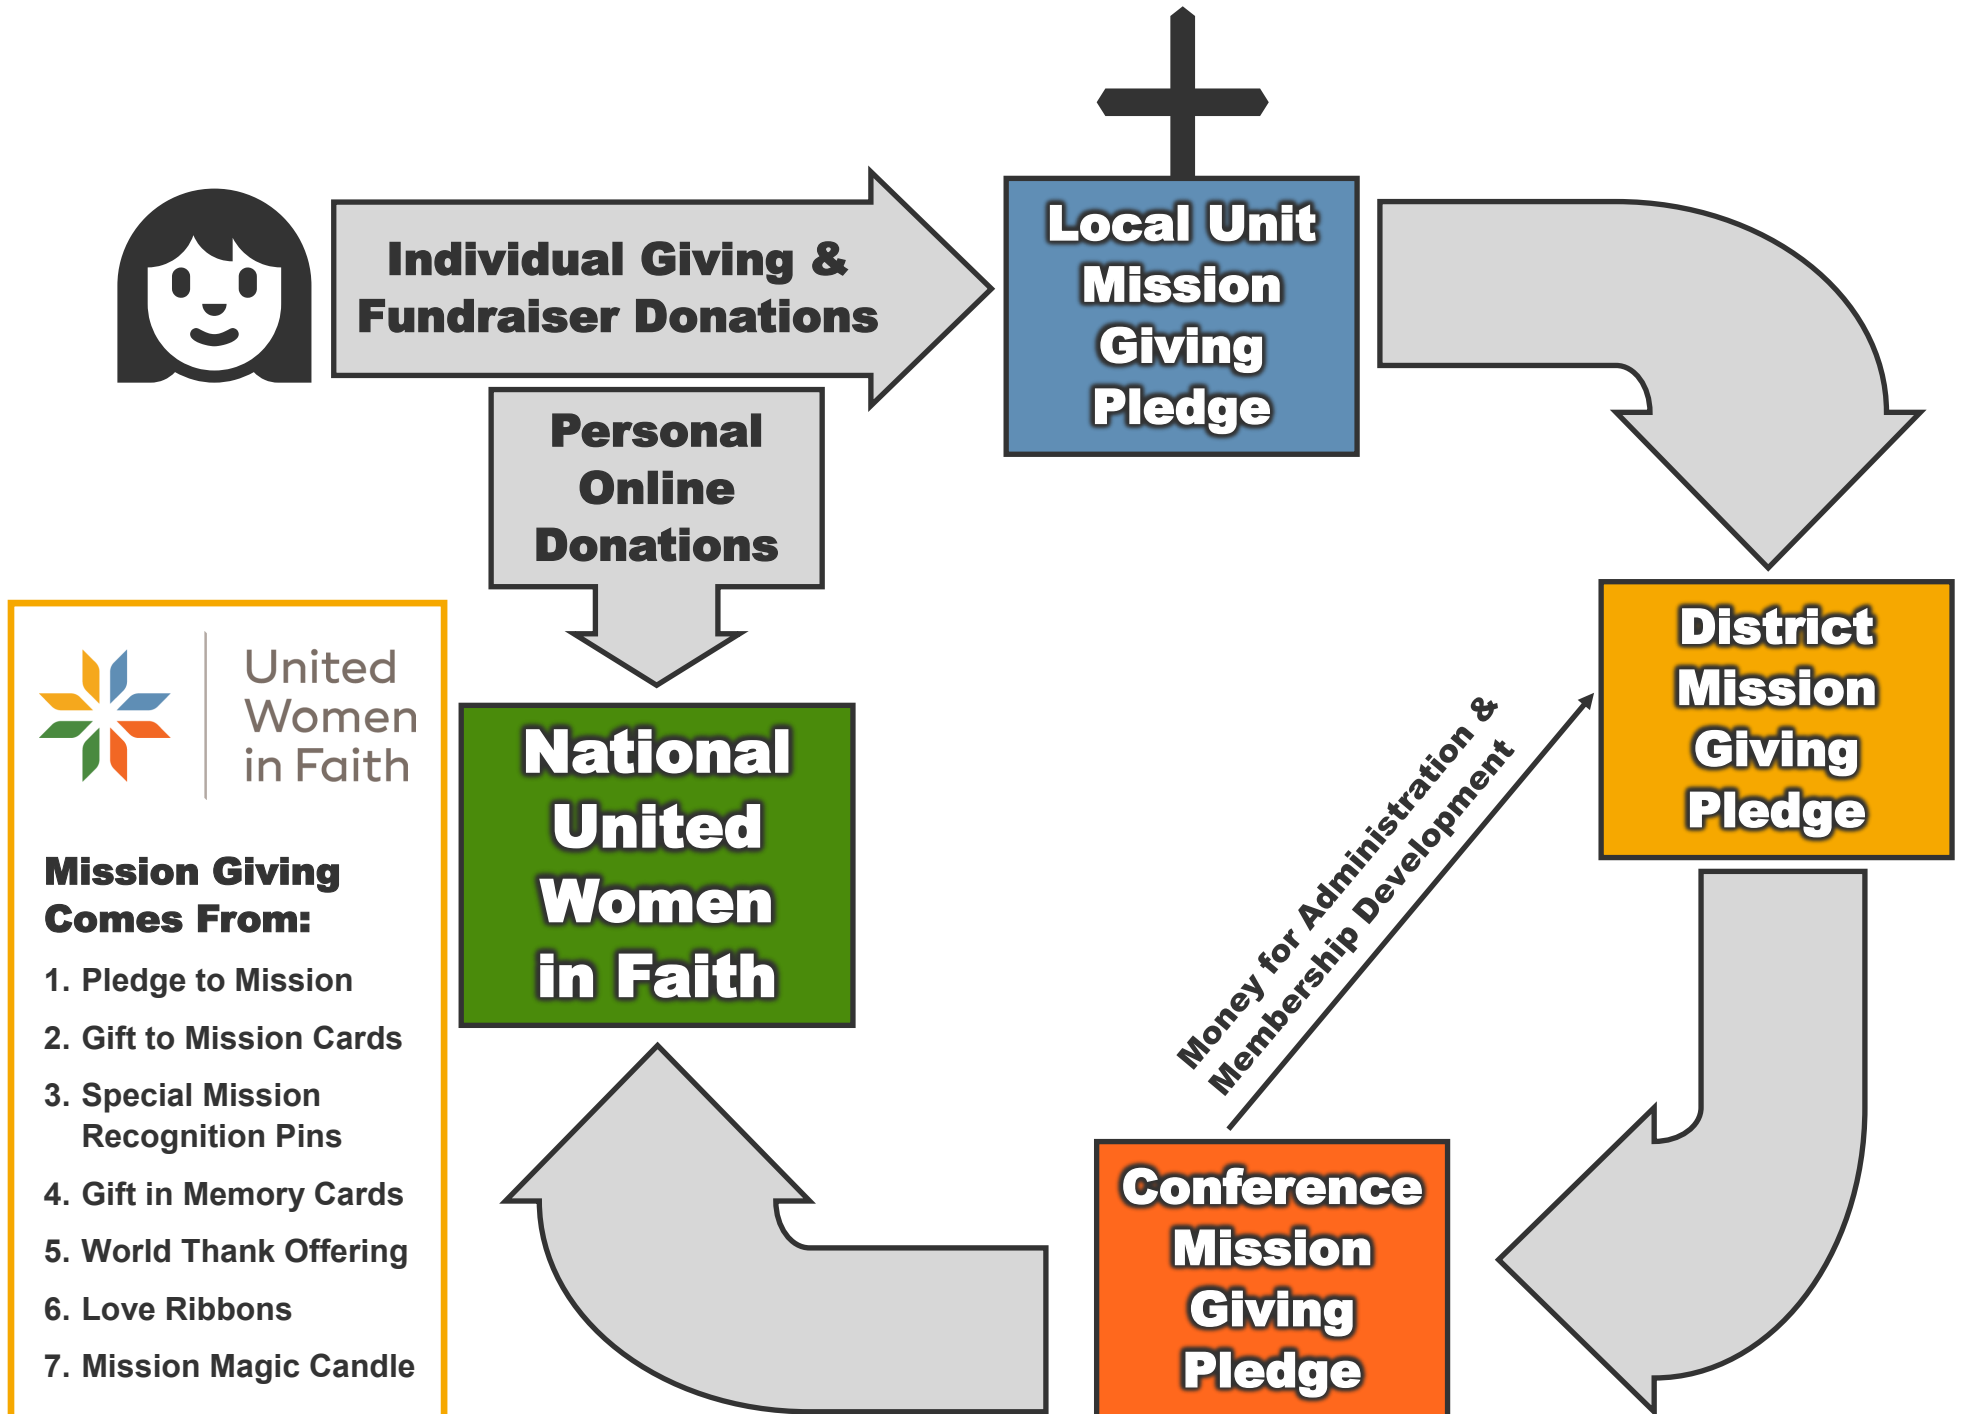 Individual Giving &
Fundraiser Donations
Local Unit
Mission
Giving
Pledge
Personal
Online
Donations
District
Mission
Giving
Pledge
Money for Administration &
Membership Development
Conference
Mission
Giving
Pledge
National
United
Women
in Faith
United
Women
in Faith
Mission Giving
Comes From:
1. Pledge to Mission
2. Gift to Mission Cards
3. Special Mission
Recognition Pins
4. Gift in Memory Cards
5. World Thank Offering
6. Love Ribbons
7. Mission Magic Candle